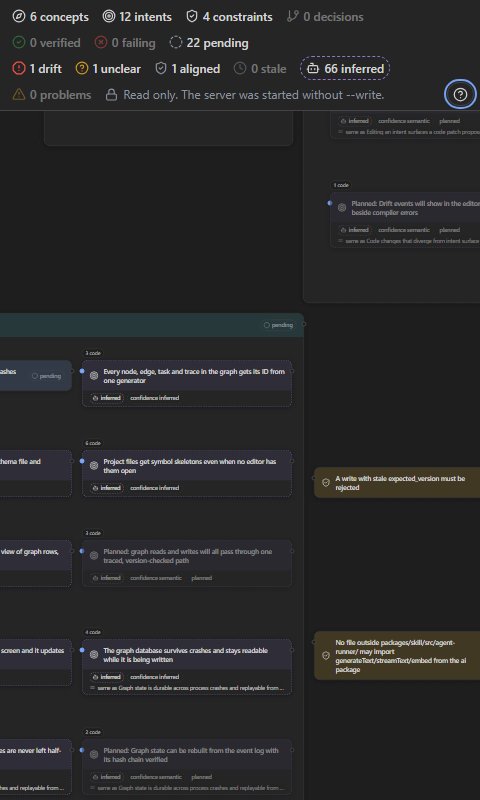 6 concepts 12 intents 4 constraints 0 decisions
0 verified 0 failing 22 pending
1 drift 1 unclear 1 aligned 0 stale 66 inferred
0 problems Read only. The server was started without --write.
inferred confidence semantic planned
same as Editing an intent surfaces a code patch propos
1 code
Planned: Drift events will show in the editor
beside compiler errors
inferred confidence semantic planned
same as Code changes that diverge from intent surface
pending
3 code
ashes
pending
Every node, edge, task and trace in the graph gets its ID from
one generator
inferred confidence inferred
6 code
hema file and
Project files get symbol skeletons even when no editor has
them open
inferred confidence inferred
A write with stale expected_version must be
rejected
3 code
view of graph rows,
Planned: graph reads and writes will all pass through one
traced, version-checked path
inferred confidence semantic planned
4 code
screen and it updates
The graph database survives crashes and stays readable
while it is being written
inferred confidence inferred
same as Graph state is durable across process crashes and replayable from ...
No file outside packages/skill/src/agent-
runner/ may import
generateText/streamText/embed from the ai
package
2 code
es are never left half-
Planned: Graph state can be rebuilt from the event log with
its hash chain verified
inferred confidence semantic planned
shes and replayable from ...
same as Graph state is durable across process crashes and replayable from ...